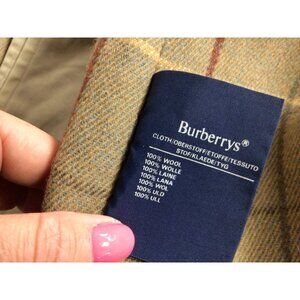 Burberrys®
CLOTH/OBERSTOFF/ETOFFE/TESSUTO
STOF/KLAEDE/TYG
100% WOOL
100% WOLLE
100% LAINE
100% LANA
100% WOL
100% ULD
100% ULL